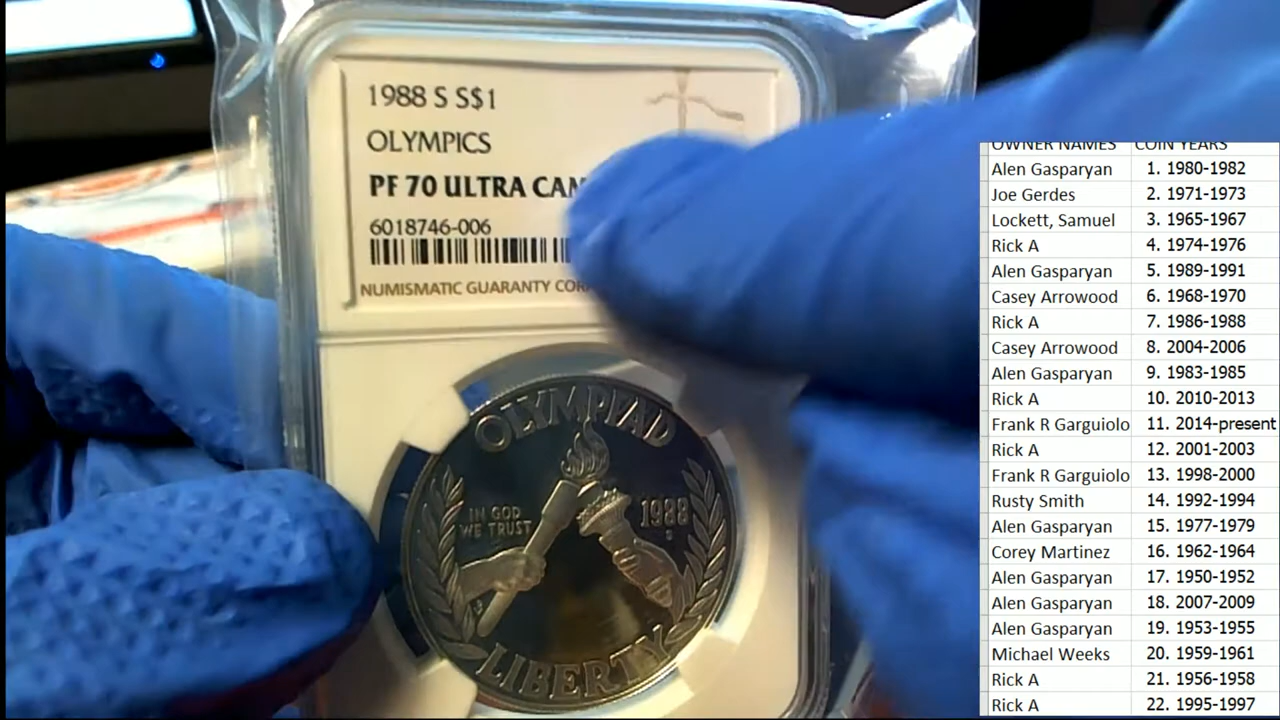 1988 S S$1
OLYMPICS
PF 70 ULTRA CAM
6018746-006
NUMISMATIC GUARANTY COR
OLYMPIAD
IN GOD
WE TRUST
1988
S
LIBERTY
OWNER NAMES COIN YEARS
Alen Gasparyan 1. 1980-1982
Joe Gerdes 2. 1971-1973
Lockett, Samuel 3. 1965-1967
Rick A 4. 1974-1976
Alen Gasparyan 5. 1989-1991
Casey Arrowood 6. 1968-1970
Rick A 7. 1986-1988
Casey Arrowood 8. 2004-2006
Alen Gasparyan 9. 1983-1985
Rick A 10. 2010-2013
Frank R Garguiolo 11. 2014-present
Rick A 12. 2001-2003
Frank R Garguiolo 13. 1998-2000
Rusty Smith 14. 1992-1994
Alen Gasparyan 15. 1977-1979
Corey Martinez 16. 1962-1964
Alen Gasparyan 17. 1950-1952
Alen Gasparyan 18. 2007-2009
Alen Gasparyan 19. 1953-1955
Michael Weeks 20. 1959-1961
Rick A 21. 1956-1958
Rick A 22. 1995-1997